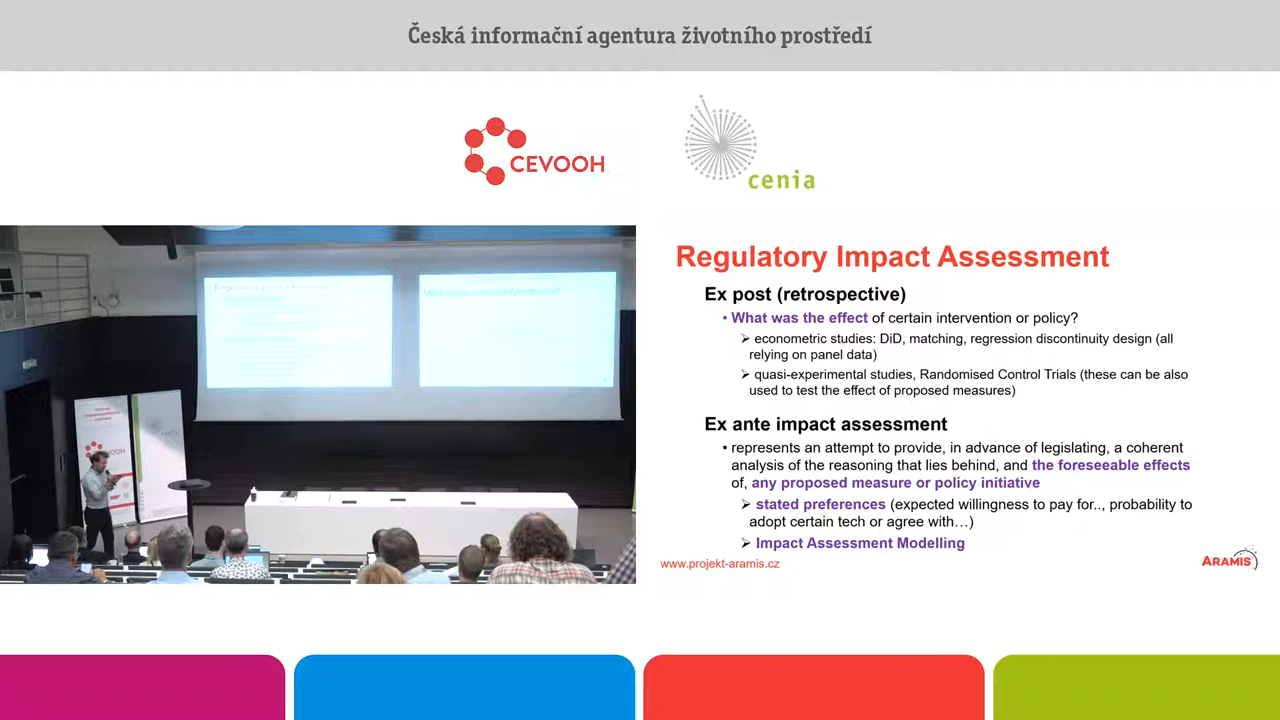 Česká informační agentura životního prostředí
CEVOOH
cenia
Regulatory Impact Assessment
Ex post (retrospective)
• What was the effect of certain intervention or policy?
➢ econometric studies: DiD, matching, regression discontinuity design (all
relying on panel data)
➢ quasi-experimental studies, Randomised Control Trials (these can be also
used to test the effect of proposed measures)
Ex ante impact assessment
• represents an attempt to provide, in advance of legislating, a coherent
analysis of the reasoning that lies behind, and the foreseeable effects
of, any proposed measure or policy initiative
➢ stated preferences (expected willingness to pay for.., probability to
adopt certain tech or agree with…)
➢ Impact Assessment Modelling
www.projekt-aramis.cz
ARAMIS